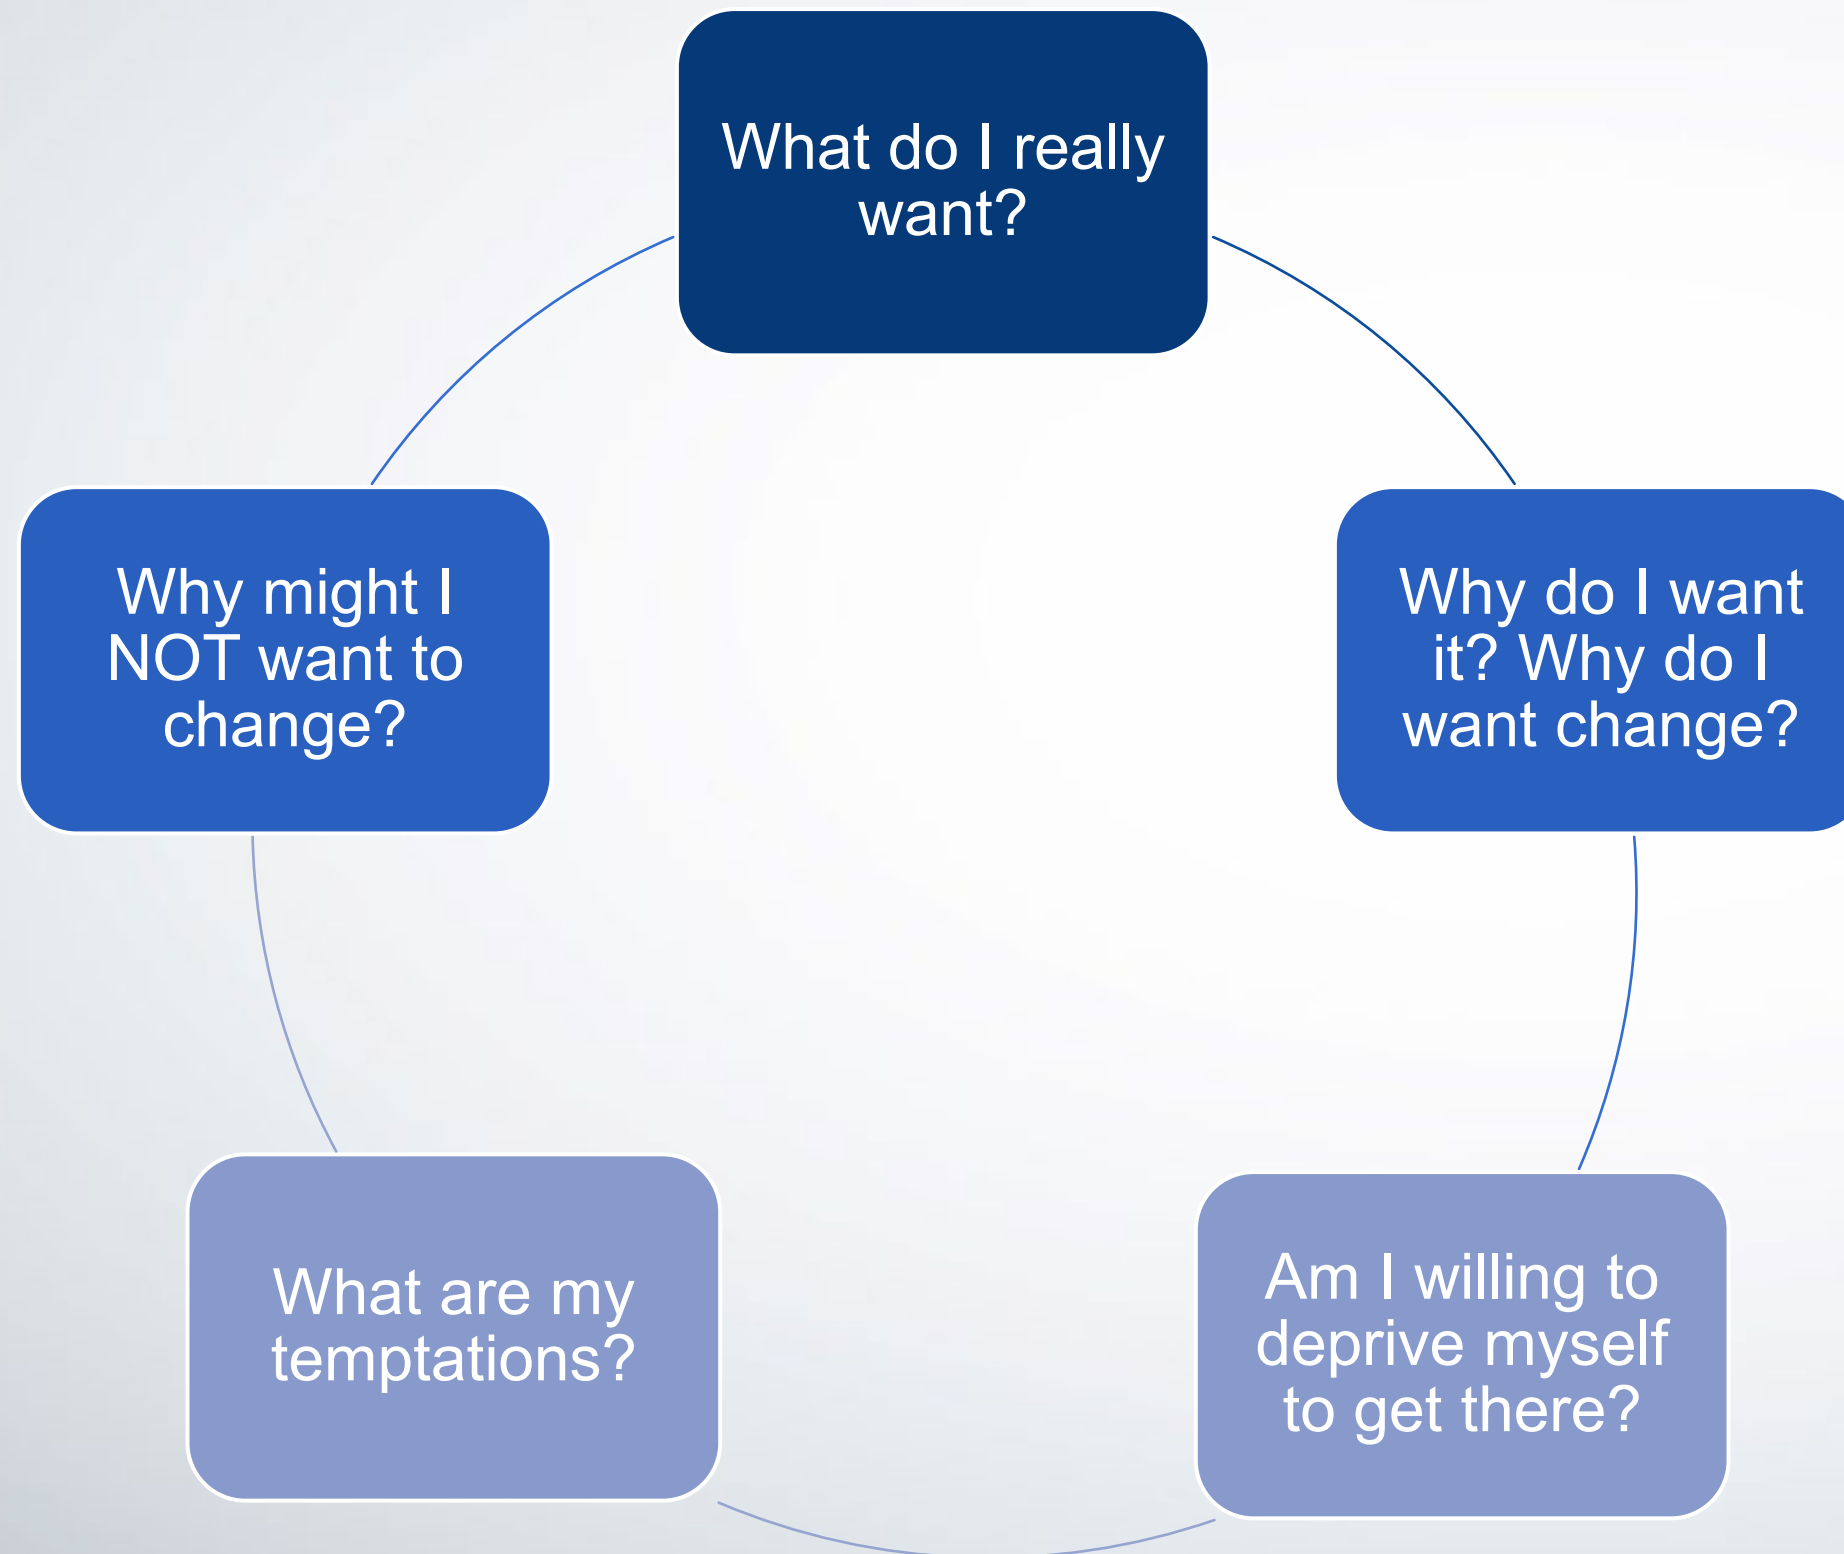 What do I really
want?
Why do I want
it? Why do I
want change?
Am I willing to
deprive myself
to get there?
What are my
temptations?
Why might I
NOT want to
change?